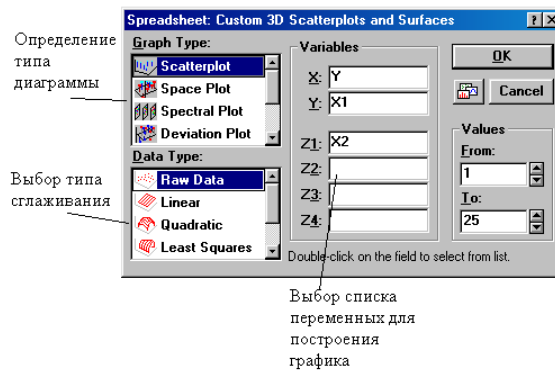 Spreadsheet: Custom 3D Scatterplots and Surfaces
Определение
типа
диаграммы
Graph Type:
Scatterplot
Space Plot
Spectral Plot
Deviation Plot
Выбор типа
сглаживания
Data Type:
Raw Data
Linear
Quadratic
Least Squares
Variables
X: Y
Y: X1
Z1: X2
Z2:
Z3:
Z4:
OK
Cancel
Values
From:
1
To:
25
Double-click on the field to select from list.
Выбор списка
переменных для
построения
графика